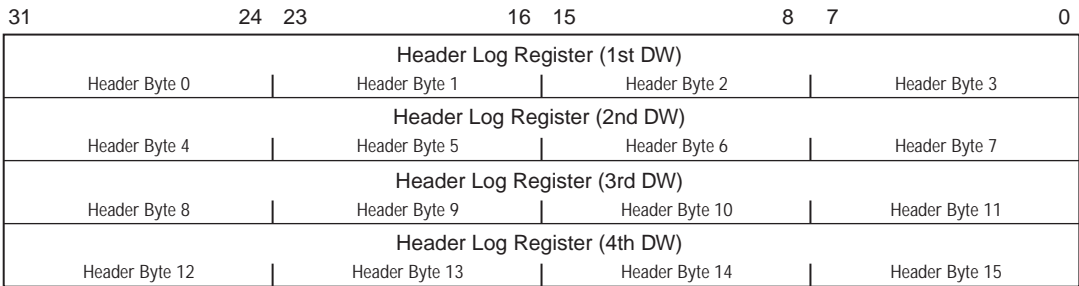 31 24 23 16 15 8 7 0
Header Log Register (1st DW)
Header Byte 0 Header Byte 1 Header Byte 2 Header Byte 3
Header Log Register (2nd DW)
Header Byte 4 Header Byte 5 Header Byte 6 Header Byte 7
Header Log Register (3rd DW)
Header Byte 8 Header Byte 9 Header Byte 10 Header Byte 11
Header Log Register (4th DW)
Header Byte 12 Header Byte 13 Header Byte 14 Header Byte 15